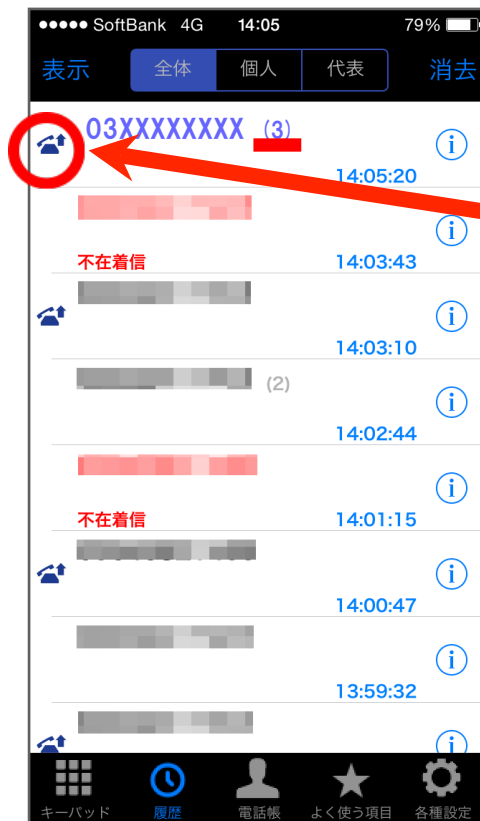 SoftBank 4G 14:05 79%
表示 全体 個人 代表 消去
03XXXXXXXX (3)
14:05:20
不在着信 14:03:43
14:03:10
(2)
14:02:44
不在着信 14:01:15
14:00:47
13:59:32
キーパッド 履歴 電話帳 よく使う項目 各種設定